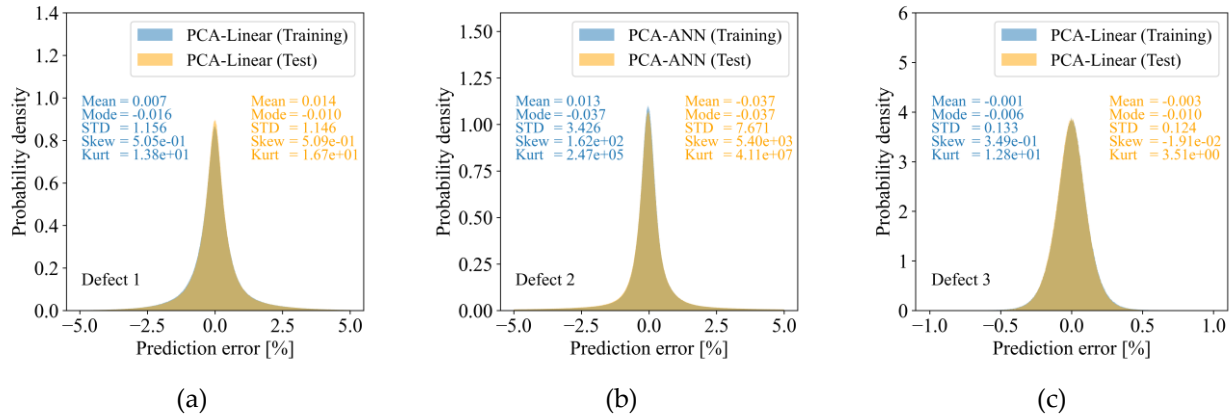 1.4
1.2
1.0
0.8
0.6
0.4
0.2
0.0
Probability density
PCA-Linear (Training)
PCA-Linear (Test)
Mean = 0.007
Mode = -0.016
STD = 1.156
Skew = 5.05e-01
Kurt = 1.38e+01
Mean = 0.014
Mode = -0.010
STD = 1.146
Skew = 5.09e-01
Kurt = 1.67e+01
Defect 1
−5.0 −2.5 0.0 2.5 5.0
Prediction error [%]
(a)
1.50
1.25
1.00
0.75
0.50
0.25
0.00
Probability density
PCA-ANN (Training)
PCA-ANN (Test)
Mean = 0.013
Mode = -0.037
STD = 3.426
Skew = 1.62e+02
Kurt = 2.47e+05
Mean = -0.037
Mode = -0.037
STD = 7.671
Skew = 5.40e+03
Kurt = 4.11e+07
Defect 2
−5.0 −2.5 0.0 2.5 5.0
Prediction error [%]
(b)
6
5
4
3
2
1
0
Probability density
PCA-Linear (Training)
PCA-Linear (Test)
Mean = -0.001
Mode = -0.006
STD = 0.133
Skew = 3.49e-01
Kurt = 1.28e+01
Mean = -0.003
Mode = -0.010
STD = 0.124
Skew = -1.91e-02
Kurt = 3.51e+00
Defect 3
−1.0 −0.5 0.0 0.5 1.0
Prediction error [%]
(c)